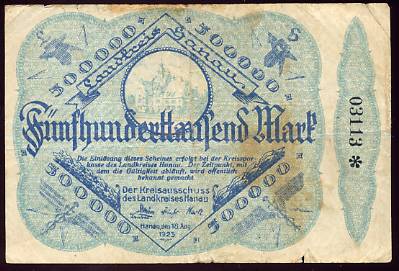 500000
500000
S
Landkreis Hanau.
Fünfhunderttausend Mark
Die Einlösung dieses Scheines erfolgt bei der Kreisspar-
kasse des Landkreises Hanau. Der Zeitpunkt, mit
dem die Gültigkeit abläuft, wird öffentlich
bekannt gemacht
Der Kreisausschuss
des Landkreises Hanau
Hanau, im 18. Aug.
1923
500000
500000
03113 *